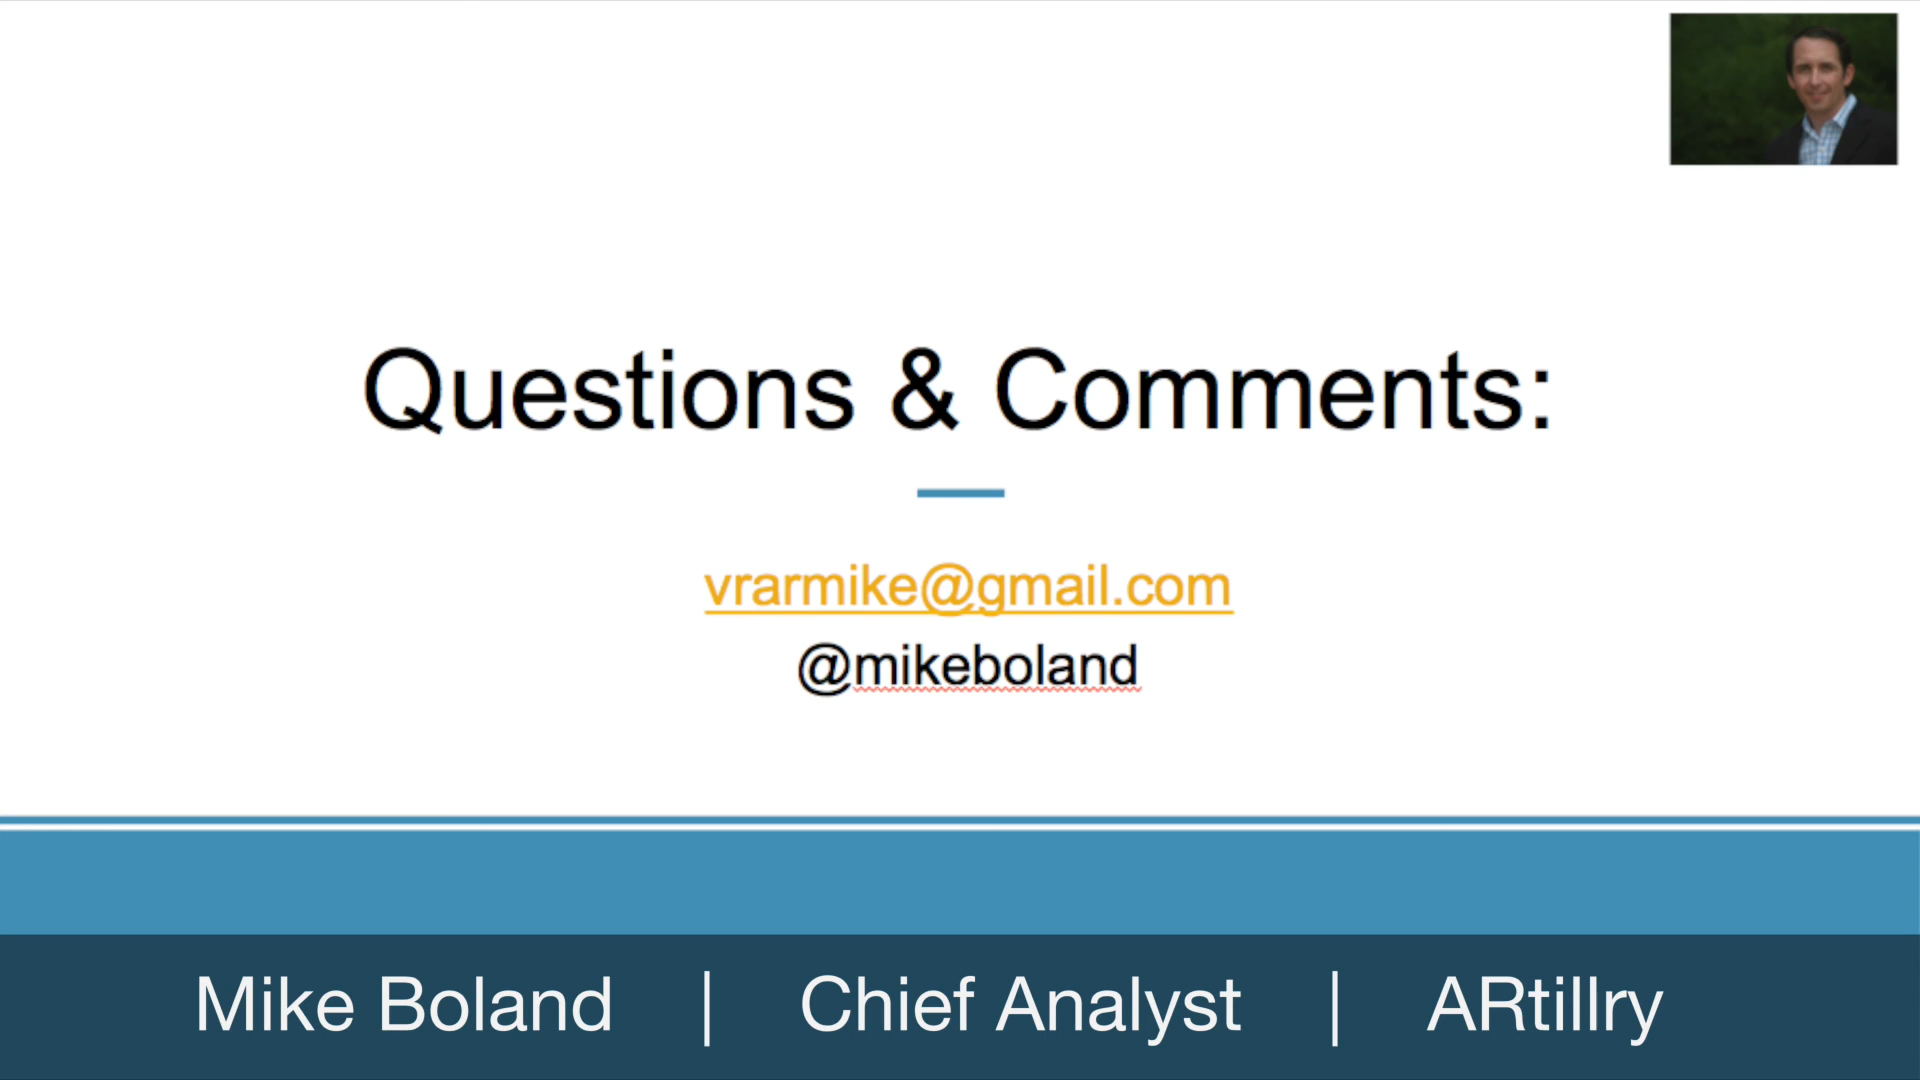 Questions & Comments:
vrarmike@gmail.com
@mikeboland
Mike Boland | Chief Analyst | ARtillry